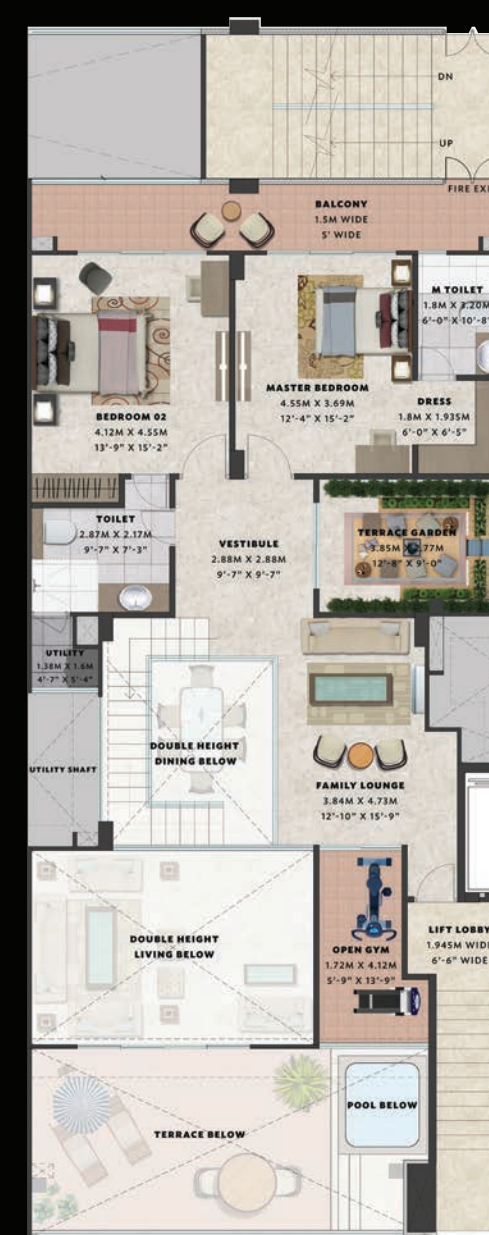 DN
UP
FIRE EXI
BALCONY
1.5M WIDE
5' WIDE
M TOILET
1.8M X 3.20M
6'-0" X 10'-8"
MASTER BEDROOM
4.55M X 3.69M
12'-4" X 15'-2"
DRESS
1.8M X 1.935M
6'-0" X 6'-5"
BEDROOM 02
4.12M X 4.55M
13'-9" X 15'-2"
TOILET
2.87M X 2.17M
9'-7" X 7'-3"
VESTIBULE
2.88M X 2.88M
9'-7" X 9'-7"
TERRACE GARDEN
3.85M X 2.77M
12'-8" X 9'-0"
UTILITY
1.38M X 1.6M
4'-7" X 5'-4"
DOUBLE HEIGHT
DINING BELOW
UTILITY SHAFT
FAMILY LOUNGE
3.84M X 4.73M
12'-10" X 15'-9"
DOUBLE HEIGHT
LIVING BELOW
OPEN GYM
1.72M X 4.12M
5'-9" X 13'-9"
LIFT LOBBY
1.945M WIDE
6'-6" WIDE
POOL BELOW
TERRACE BELOW